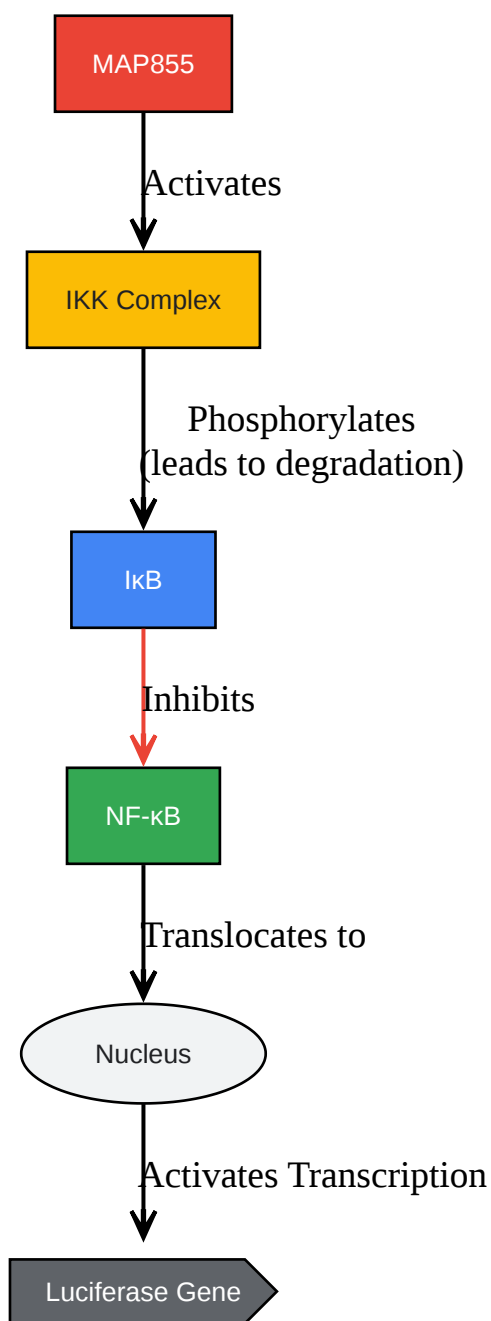 MAP855
Activates
IKK Complex
Phosphorylates
(leads to degradation)
IκB
Inhibits
NF-κB
Translocates to
Nucleus
Activates Transcription
Luciferase Gene